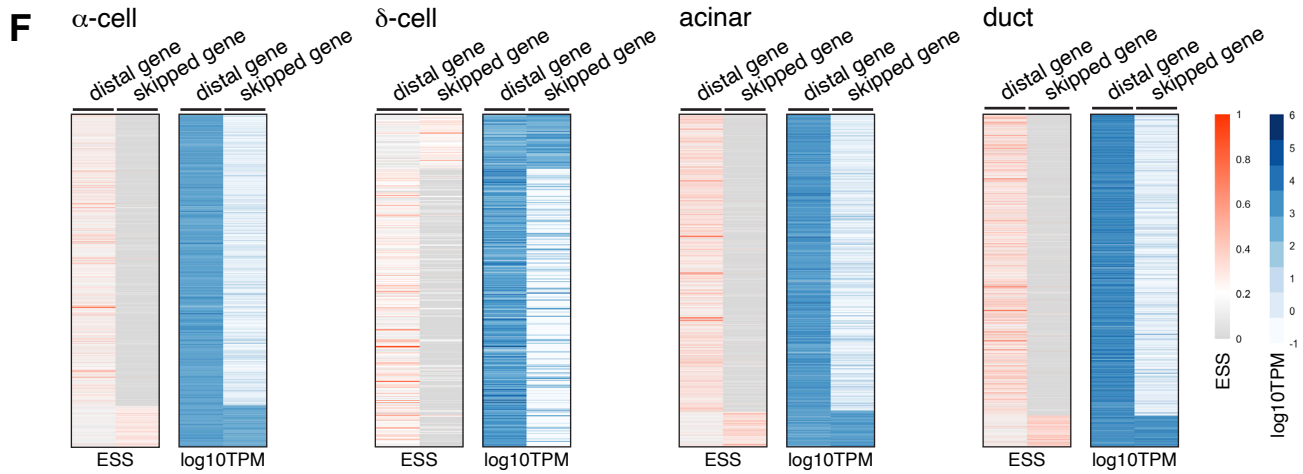 F
α-cell
δ-cell
acinar
duct
distal gene
skipped gene
distal gene
skipped gene
distal gene
skipped gene
distal gene
skipped gene
distal gene
skipped gene
distal gene
skipped gene
distal gene
skipped gene
distal gene
skipped gene
1
0.8
0.6
0.4
0.2
0
ESS
6
5
4
3
2
1
0
-1
log10TPM
ESS
log10TPM
ESS
log10TPM
ESS
log10TPM
ESS
log10TPM